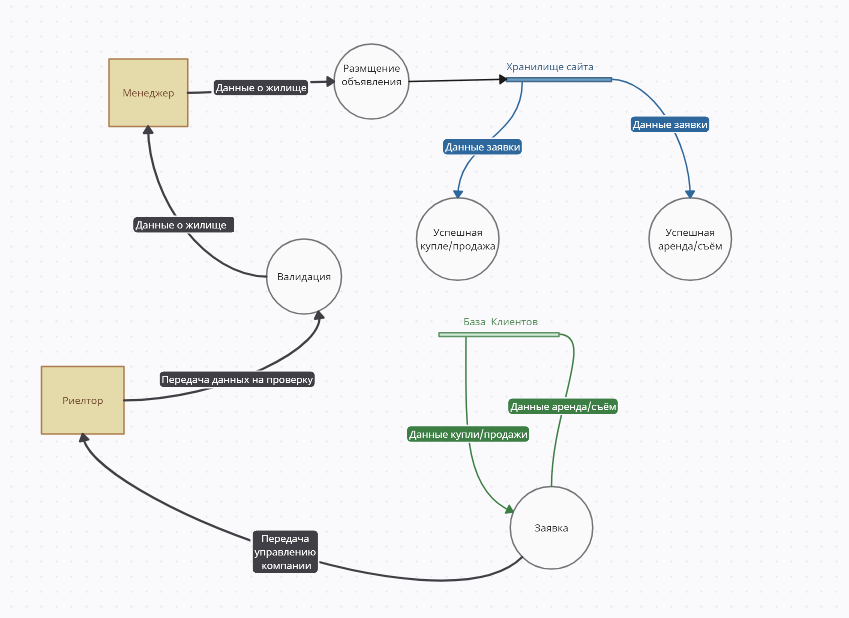 Хранилище сайта
Размщение
объявления
Менеджер
Данные о жилище
Данные заявки
Данные заявки
Данные о жилище
Успешная
купле/продажа
Успешная
аренда/съём
Валидация
База Клиентов
Передача данных на проверку
Риелтор
Данные аренда/съём
Данные купли/продажи
Заявка
Передача
управлению
компании